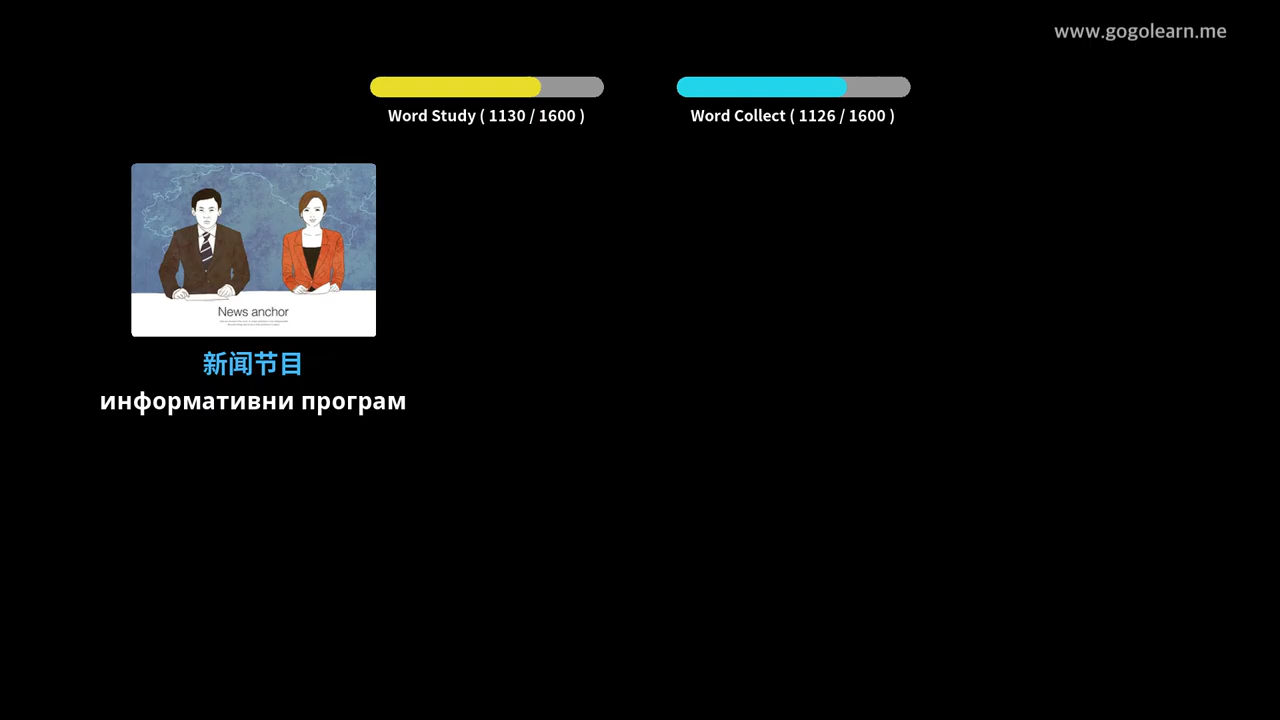 www.gogolearn.me
Word Study ( 1130 / 1600 )
Word Collect ( 1126 / 1600 )
News anchor
新闻节目
информативни програм